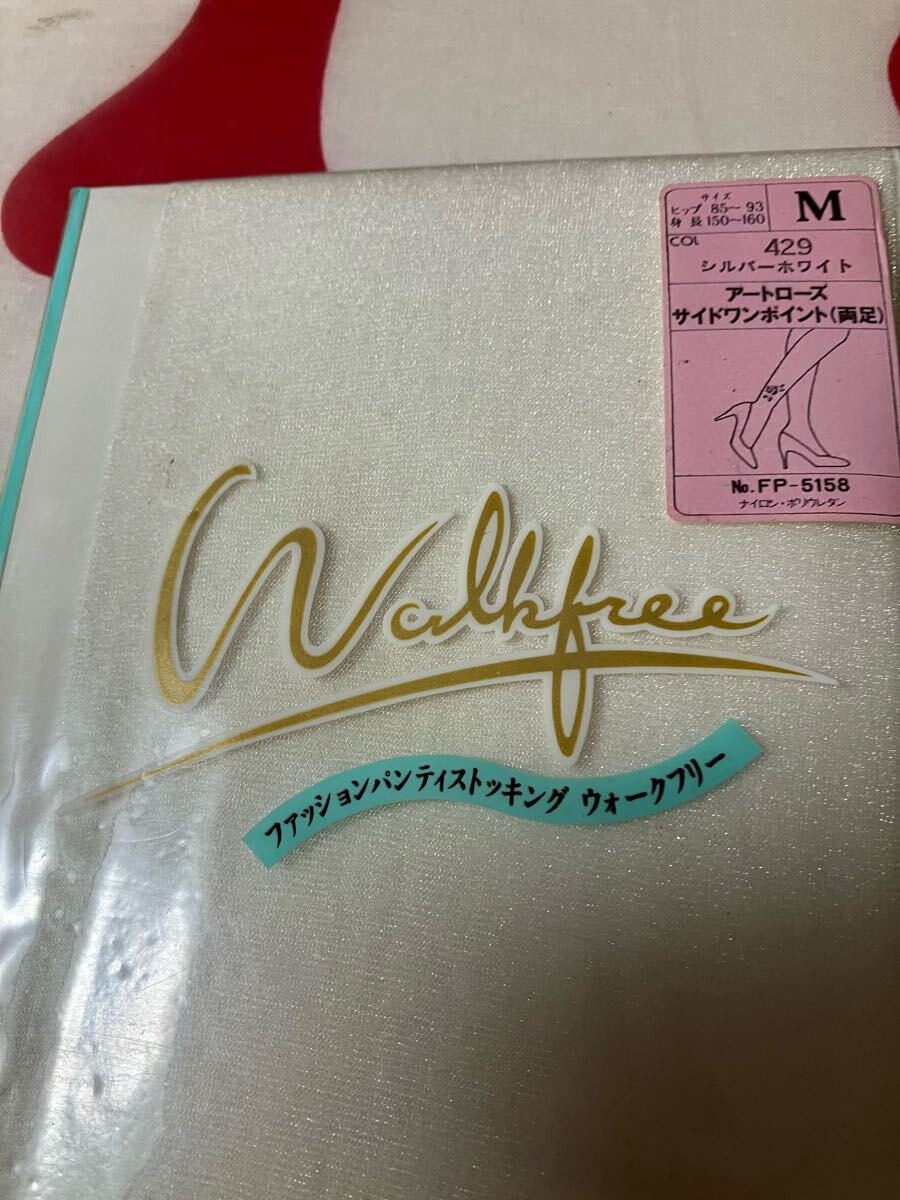 サイズ
ヒップ 85～93
身長 150～160
M
COL 429
シルバーホワイト
アートローズ
サイドワンポイント(両足)
No.FP-5158
ナイロン・ポリウレタン
Walkfree
ファッションパンティストッキング ウォークフリー